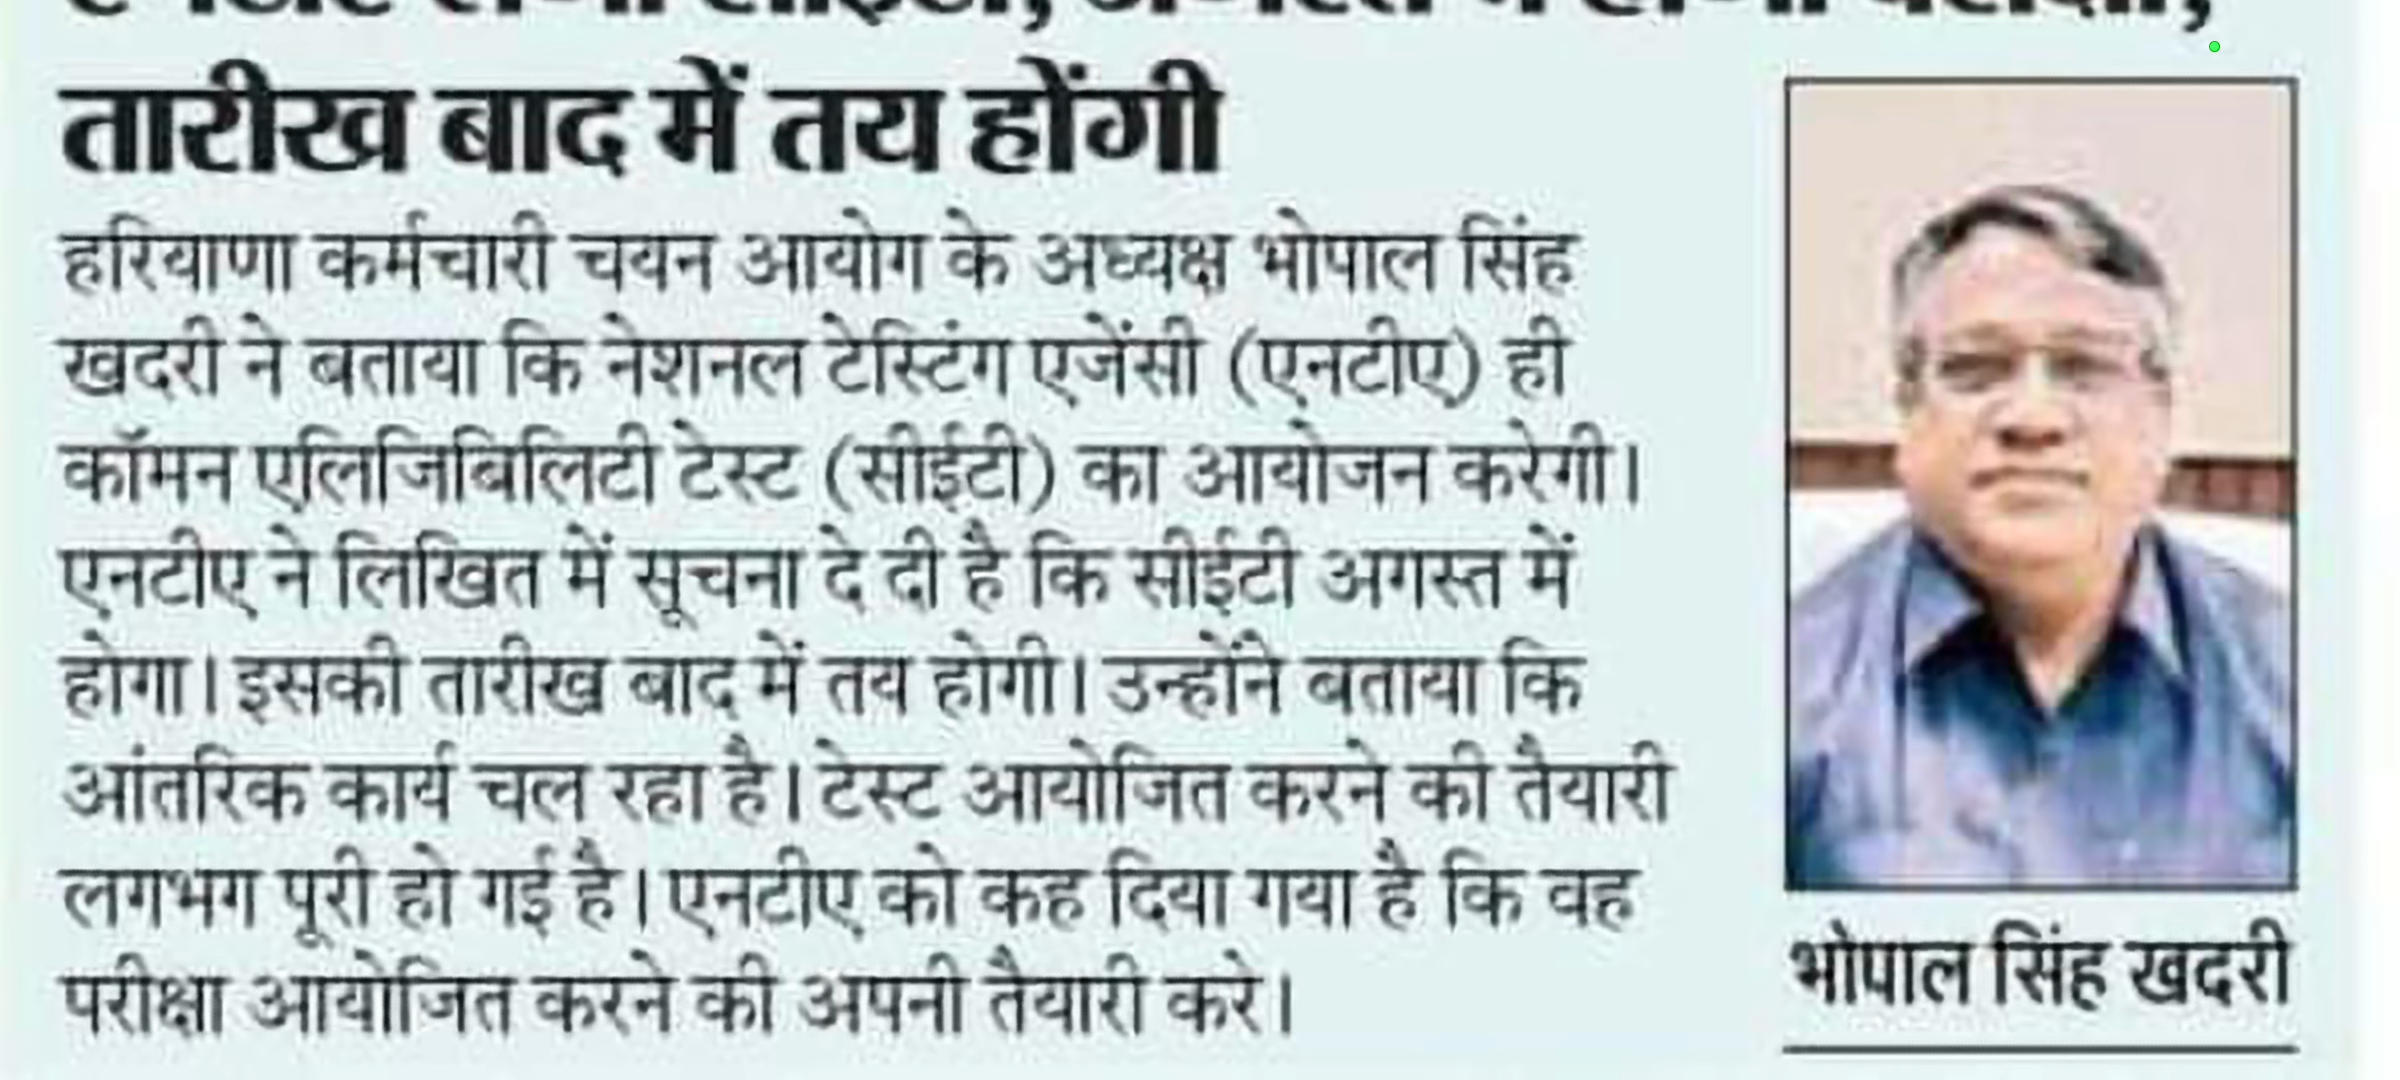 तारीख बाद में तय होंगी
हरियाणा कर्मचारी चयन आयोग के अध्यक्ष भोपाल सिंह
खदरी ने बताया कि नेशनल टेस्टिंग एजेंसी (एनटीए) ही
कॉमन एलिजिबिलिटी टेस्ट (सीईटी) का आयोजन करेगी।
एनटीए ने लिखित में सूचना दे दी है कि सीईटी अगस्त में
होगा। इसकी तारीख बाद में तय होगी। उन्होंने बताया कि
आंतरिक कार्य चल रहा है। टेस्ट आयोजित करने की तैयारी
लगभग पूरी हो गई है। एनटीए को कह दिया गया है कि वह
परीक्षा आयोजित करने की अपनी तैयारी करे।
भोपाल सिंह खदरी